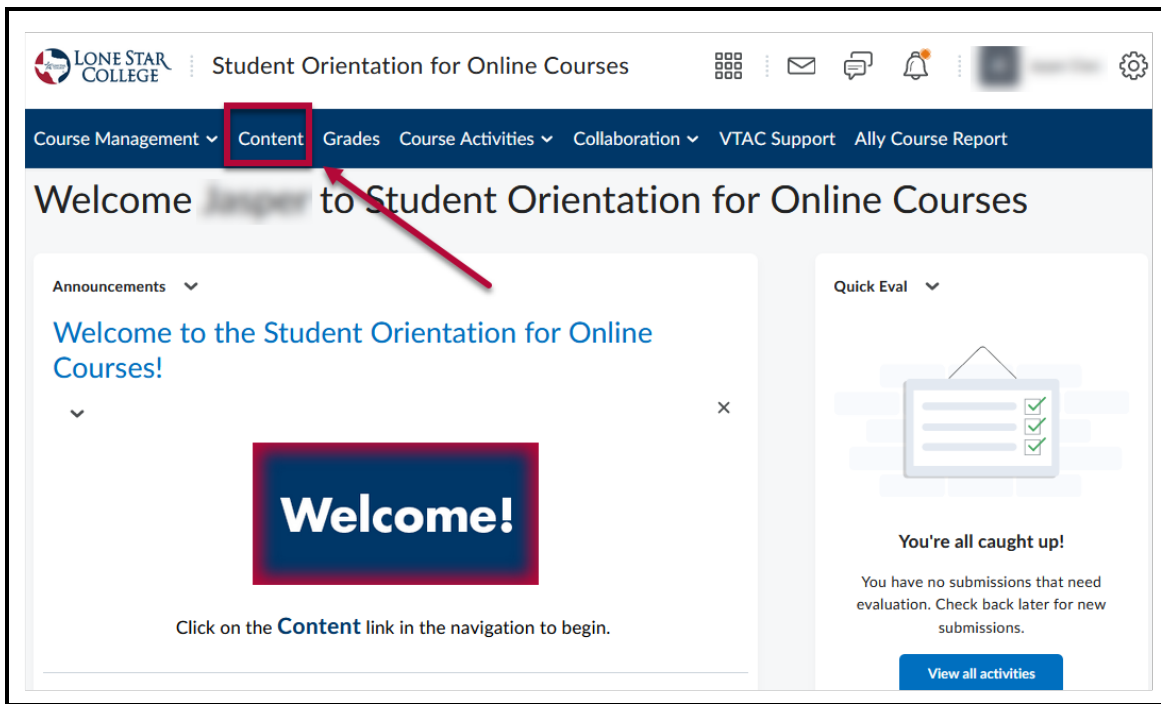 LONE STAR
COLLEGE
Student Orientation for Online Courses
Course Management Content Grades Course Activities Collaboration VTAC Support Ally Course Report
Welcome to Student Orientation for Online Courses
Announcements
Welcome to the Student Orientation for Online
Courses!
Welcome!
Click on the Content link in the navigation to begin.
Quick Eval
You're all caught up!
You have no submissions that need
evaluation. Check back later for new
submissions.
View all activities